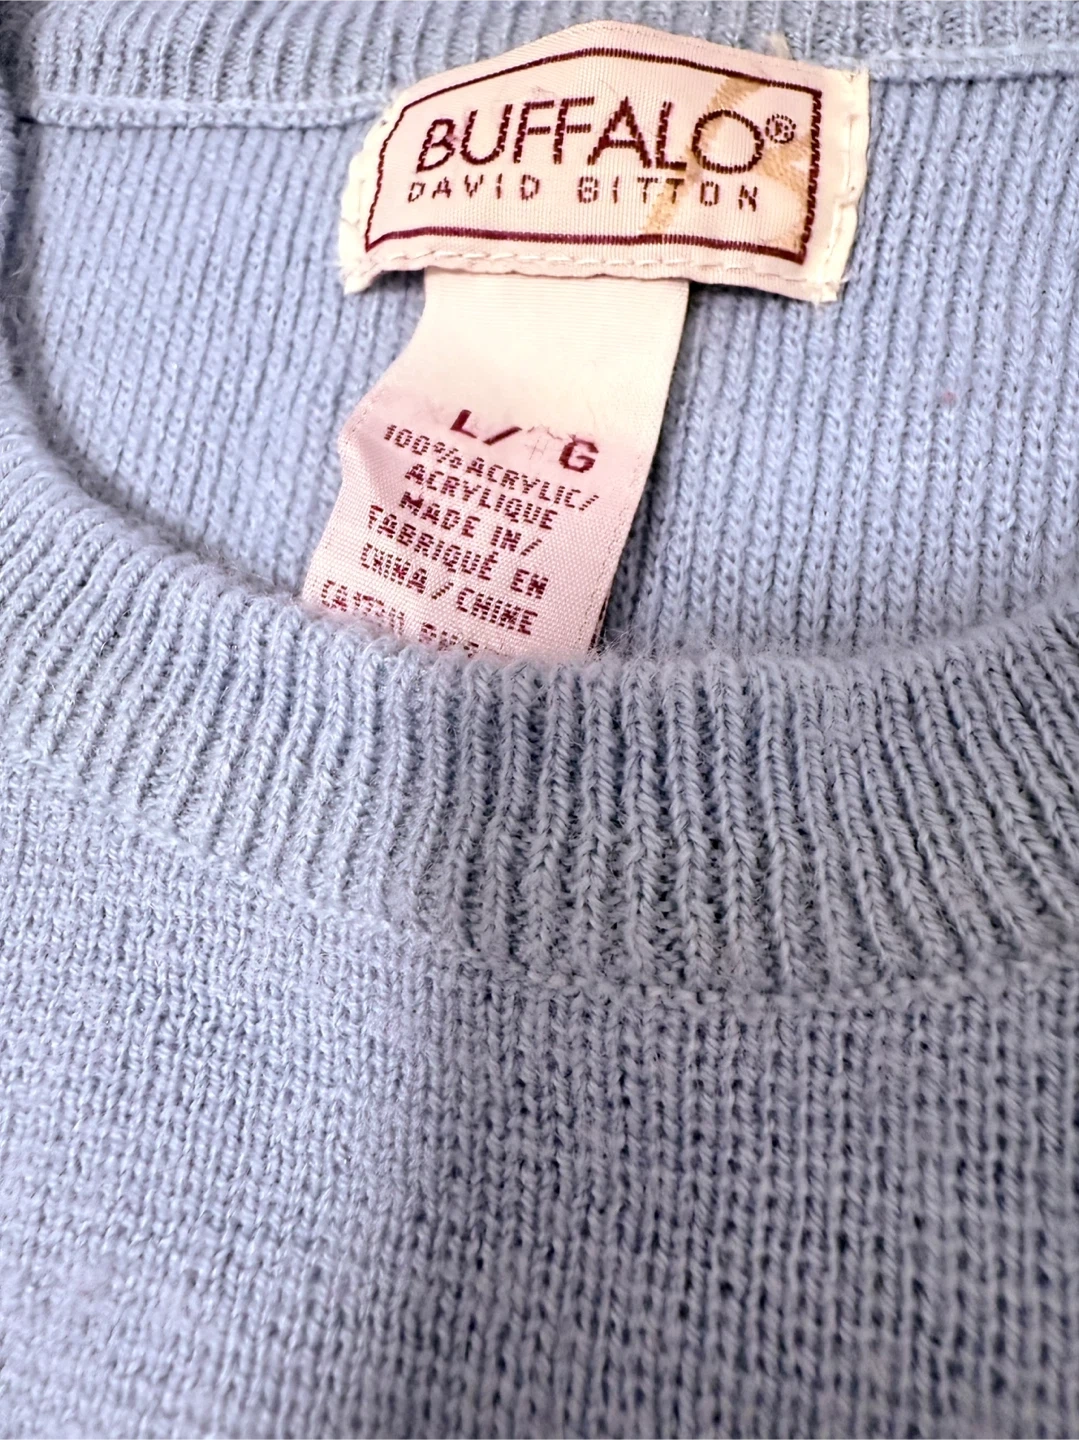 BUFFALO®
DAVID BITTON
L/ G
100% ACRYLIC/
ACRYLIQUE
MADE IN/
FABRIQUÉ EN
CHINA/CHINE